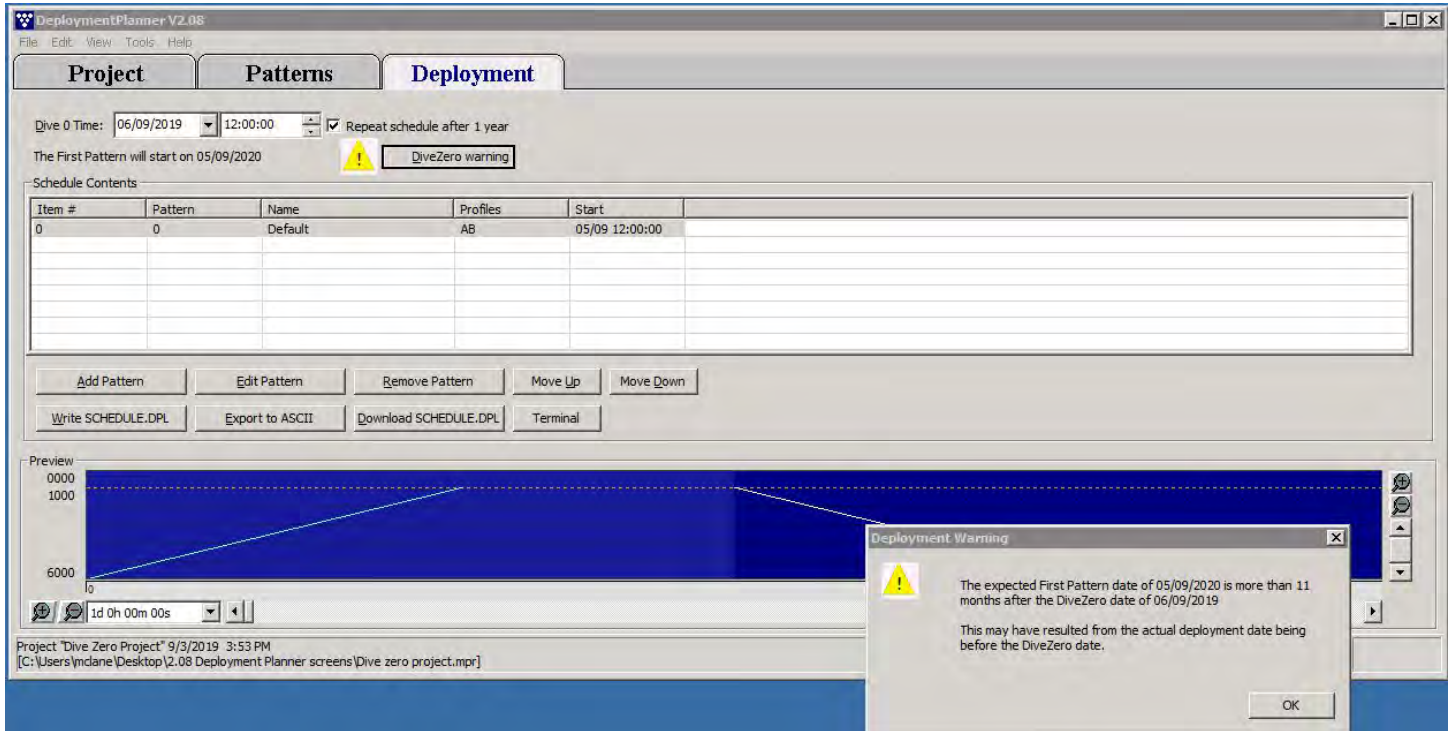 DeploymentPlanner V2.08
File Edit View Tools Help
Project Patterns Deployment
Dive 0 Time: 06/09/2019 12:00:00 Repeat schedule after 1 year
The First Pattern will start on 05/09/2020 ! DiveZero warning
Schedule Contents
Item # Pattern Name Profiles Start
0 0 Default AB 05/09 12:00:00
Add Pattern Edit Pattern Remove Pattern Move Up Move Down
Write SCHEDULE.DPL Export to ASCII Download SCHEDULE.DPL Terminal
Preview
0000
1000
6000
0
1d 0h 00m 00s
Project "Dive Zero Project" 9/3/2019 3:53 PM
[C:\Users\mclane\Desktop\2.08 Deployment Planner screens\Dive zero project.mpr]
Deployment Warning
! The expected First Pattern date of 05/09/2020 is more than 11
months after the DiveZero date of 06/09/2019
This may have resulted from the actual deployment date being
before the DiveZero date.
OK